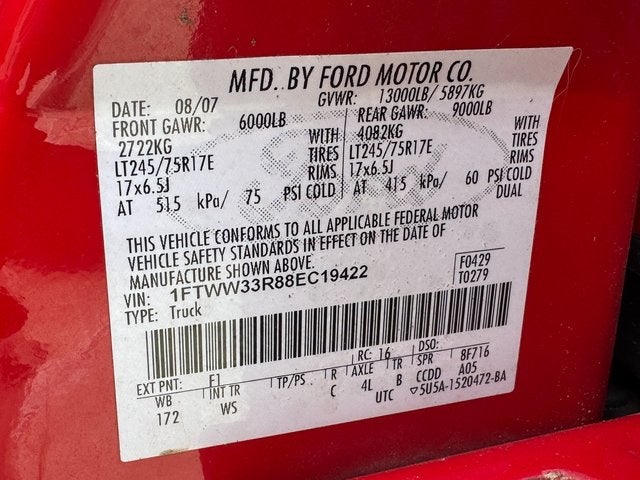 MFD. BY FORD MOTOR CO.
DATE: 08/07 GVWR: 13000LB/ 5897KG
FRONT GAWR: 6000LB REAR GAWR: 9000LB
2722KG WITH 4082KG WITH
LT245/75R17E TIRES LT245/75R17E TIRES
17x6.5J RIMS 17x6.5J RIMS
AT 515 kPa/ 75 PSI COLD AT 415 kPa/ 60 PSI COLD
DUAL
THIS VEHICLE CONFORMS TO ALL APPLICABLE FEDERAL MOTOR
VEHICLE SAFETY STANDARDS IN EFFECT ON THE DATE OF
MANUFACTURE SHOWN ABOVE.
VIN: 1FTWW33R88EC19422 F0429
TYPE: Truck T0279
RC: 16 DSO:
EXT PNT: F1 TP/PS R AXLE TR SPR 8F716
WB INT TR C 4L B CCDD A05
172 WS UTC ▽5U5A-1520472-BA